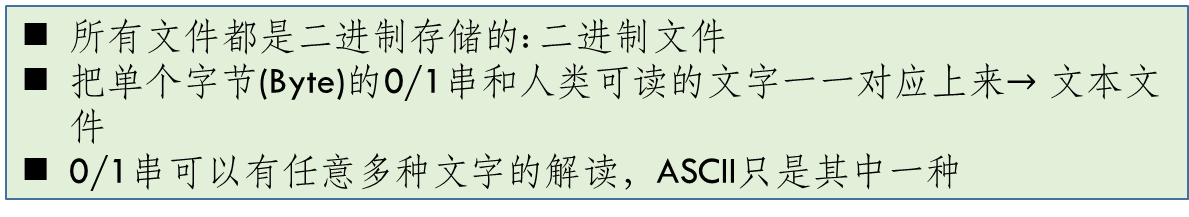 ■ 所有文件都是二进制存储的: 二进制文件
■ 把单个字节(Byte)的0/1串和人类可读的文字一一对应上来→ 文本文
件
■ 0/1串可以有任意多种文字的解读，ASCII只是其中一种